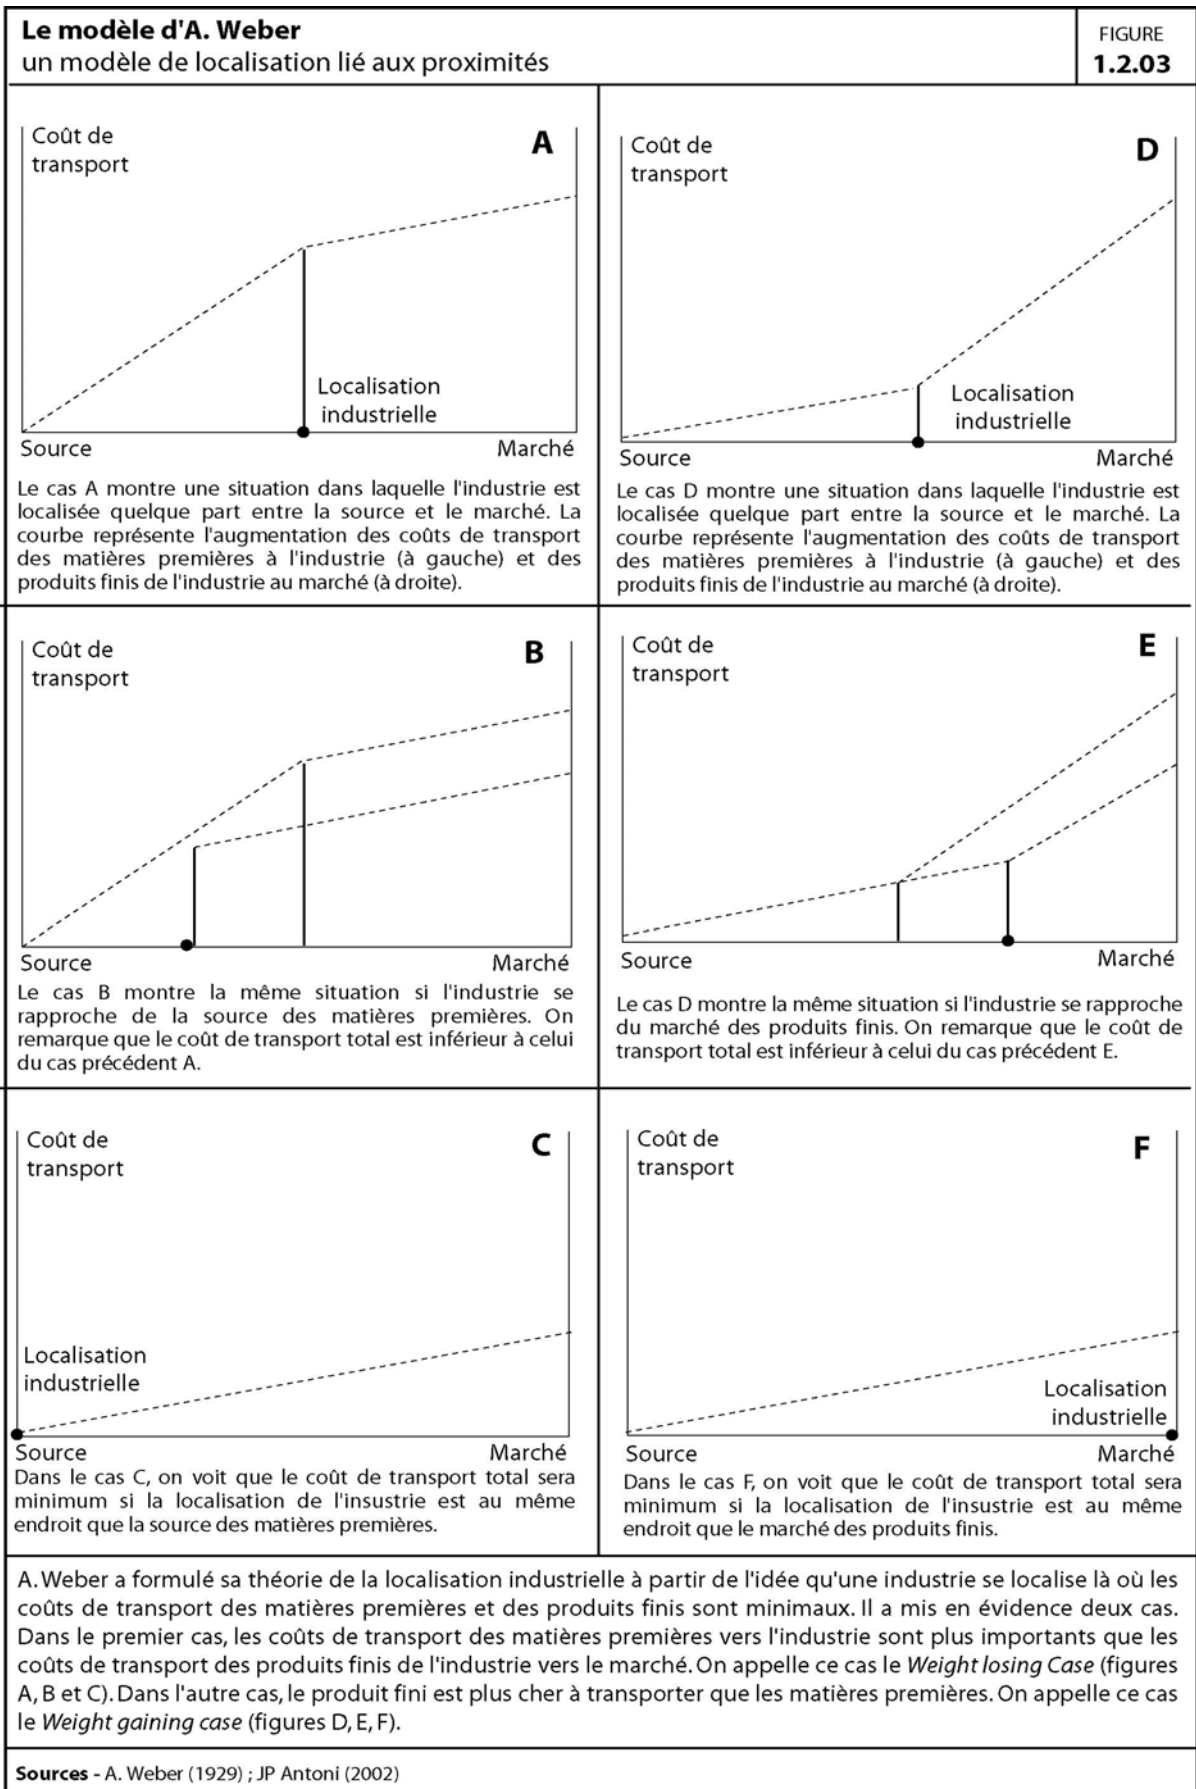 Le modèle d'A. Weber
un modèle de localisation lié aux proximités
FIGURE
1.2.03
Coût de
transport
A
Localisation
industrielle
Source
Marché
Le cas A montre une situation dans laquelle l'industrie est
localisée quelque part entre la source et le marché. La
courbe représente l'augmentation des coûts de transport
des matières premières à l'industrie (à gauche) et des
produits finis de l'industrie au marché (à droite).
Coût de
transport
D
Localisation
industrielle
Source
Marché
Le cas D montre une situation dans laquelle l'industrie est
localisée quelque part entre la source et le marché. La
courbe représente l'augmentation des coûts de transport
des matières premières à l'industrie (à gauche) et des
produits finis de l'industrie au marché (à droite).
Coût de
transport
B
Source
Marché
Le cas B montre la même situation si l'industrie se
rapproche de la source des matières premières. On
remarque que le coût de transport total est inférieur à celui
du cas précédent A.
Coût de
transport
E
Source
Marché
Le cas D montre la même situation si l'industrie se rapproche
du marché des produits finis. On remarque que le coût de
transport total est inférieur à celui du cas précédent E.
Coût de
transport
C
Localisation
industrielle
Source
Marché
Dans le cas C, on voit que le coût de transport total sera
minimum si la localisation de l'insustrie est au même
endroit que la source des matières premières.
Coût de
transport
F
Localisation
industrielle
Source
Marché
Dans le cas F, on voit que le coût de transport total sera
minimum si la localisation de l'insustrie est au même
endroit que le marché des produits finis.
A. Weber a formulé sa théorie de la localisation industrielle à partir de l'idée qu'une industrie se localise là où les
coûts de transport des matières premières et des produits finis sont minimaux. Il a mis en évidence deux cas.
Dans le premier cas, les coûts de transport des matières premières vers l'industrie sont plus importants que les
coûts de transport des produits finis de l'industrie vers le marché. On appelle ce cas le Weight losing Case (figures
A, B et C). Dans l'autre cas, le produit fini est plus cher à transporter que les matières premières. On appelle ce cas
le Weight gaining case (figures D, E, F).
Sources - A. Weber (1929) ; JP Antoni (2002)